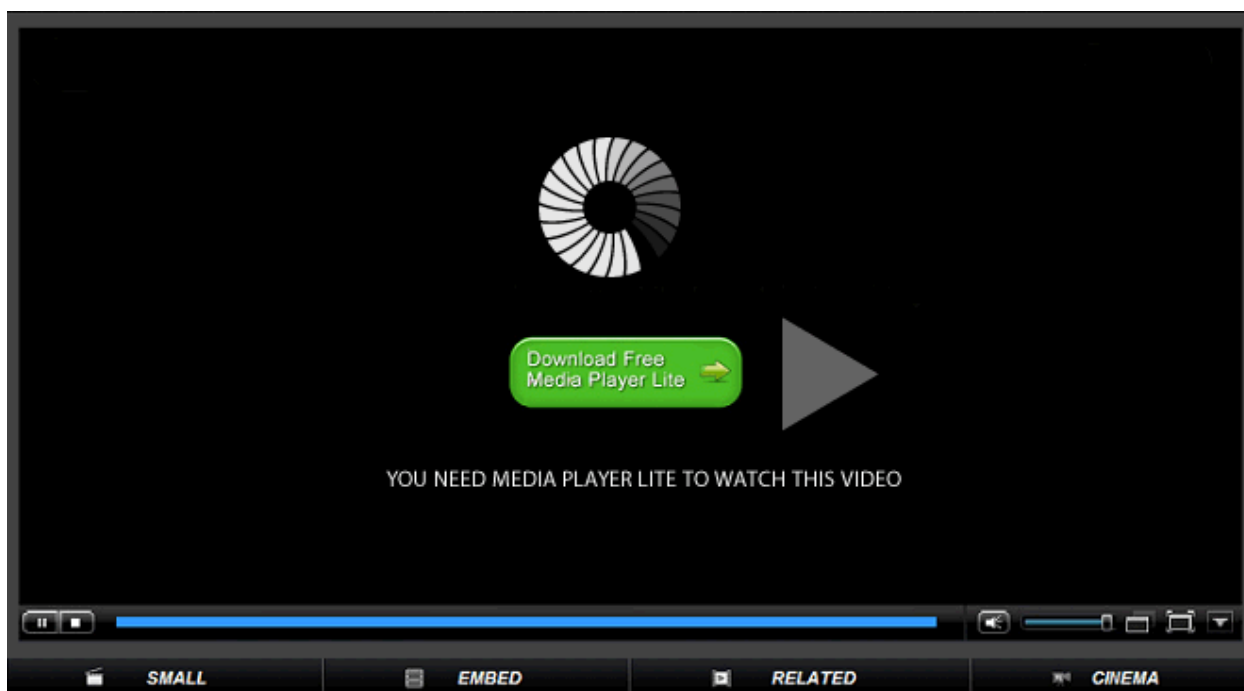 Download Free
Media Player Lite
YOU NEED MEDIA PLAYER LITE TO WATCH THIS VIDEO
SMALL
EMBED
RELATED
CINEMA